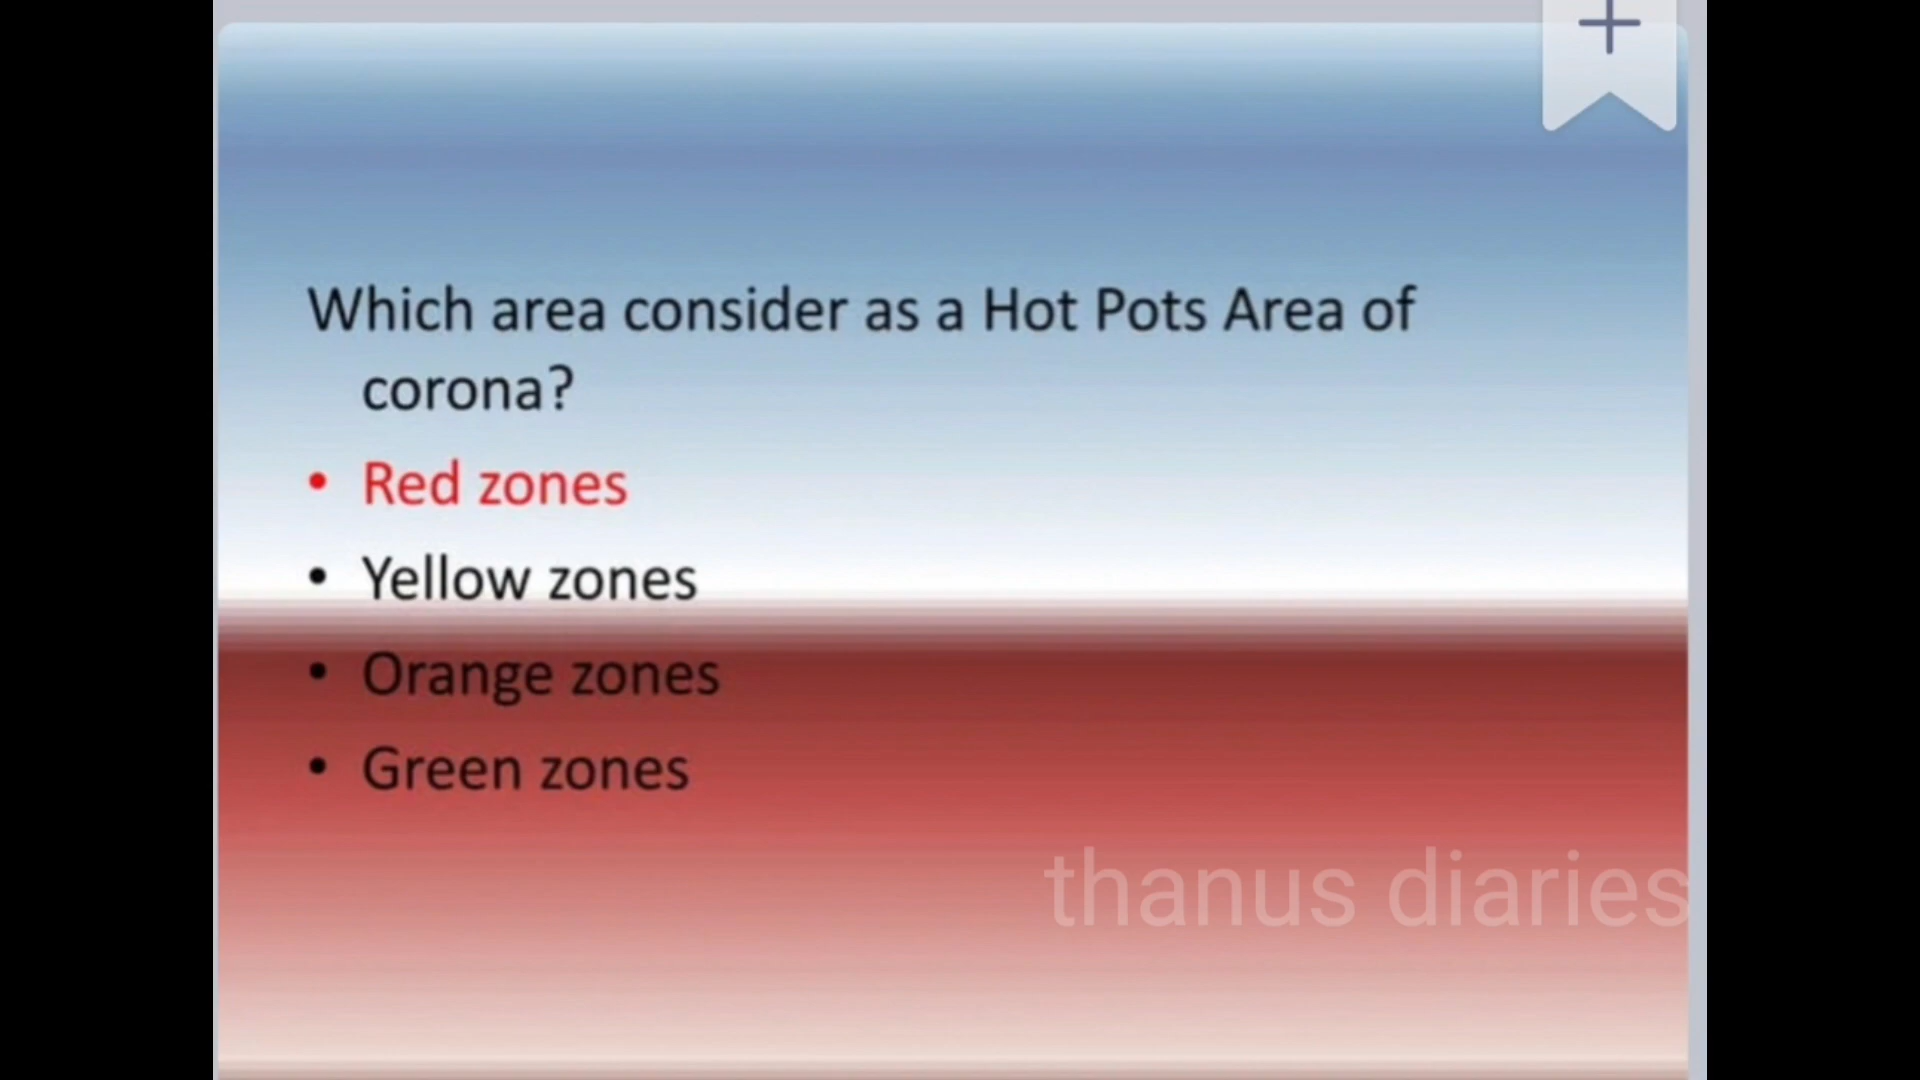 Which area consider as a Hot Pots Area of
corona?
• Red zones
• Yellow zones
• Orange zones
• Green zones
thanus diaries